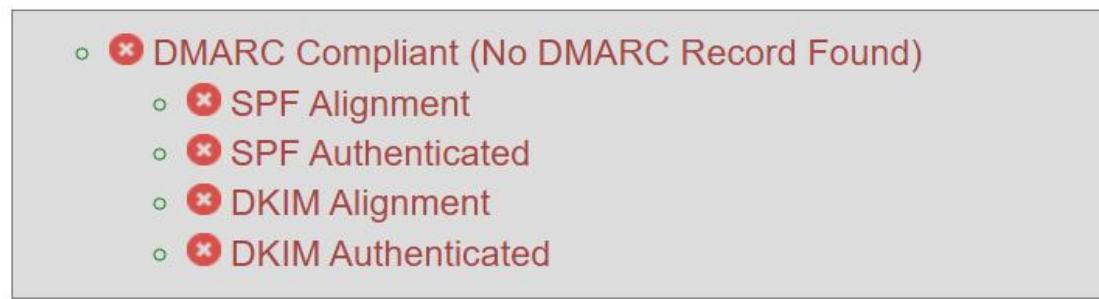 DMARC Compliant (No DMARC Record Found)
SPF Alignment
SPF Authenticated
DKIM Alignment
DKIM Authenticated